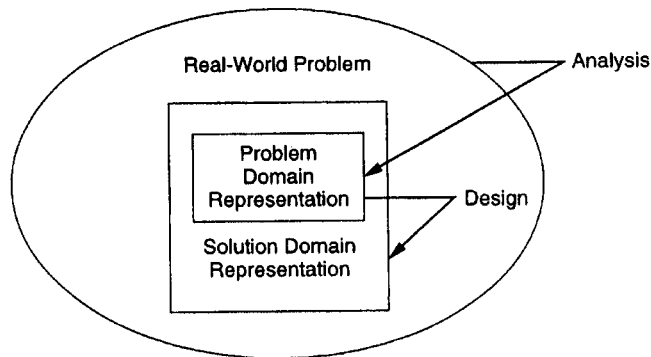 Real-World Problem
Analysis
Problem
Domain
Representation
Design
Solution Domain
Representation